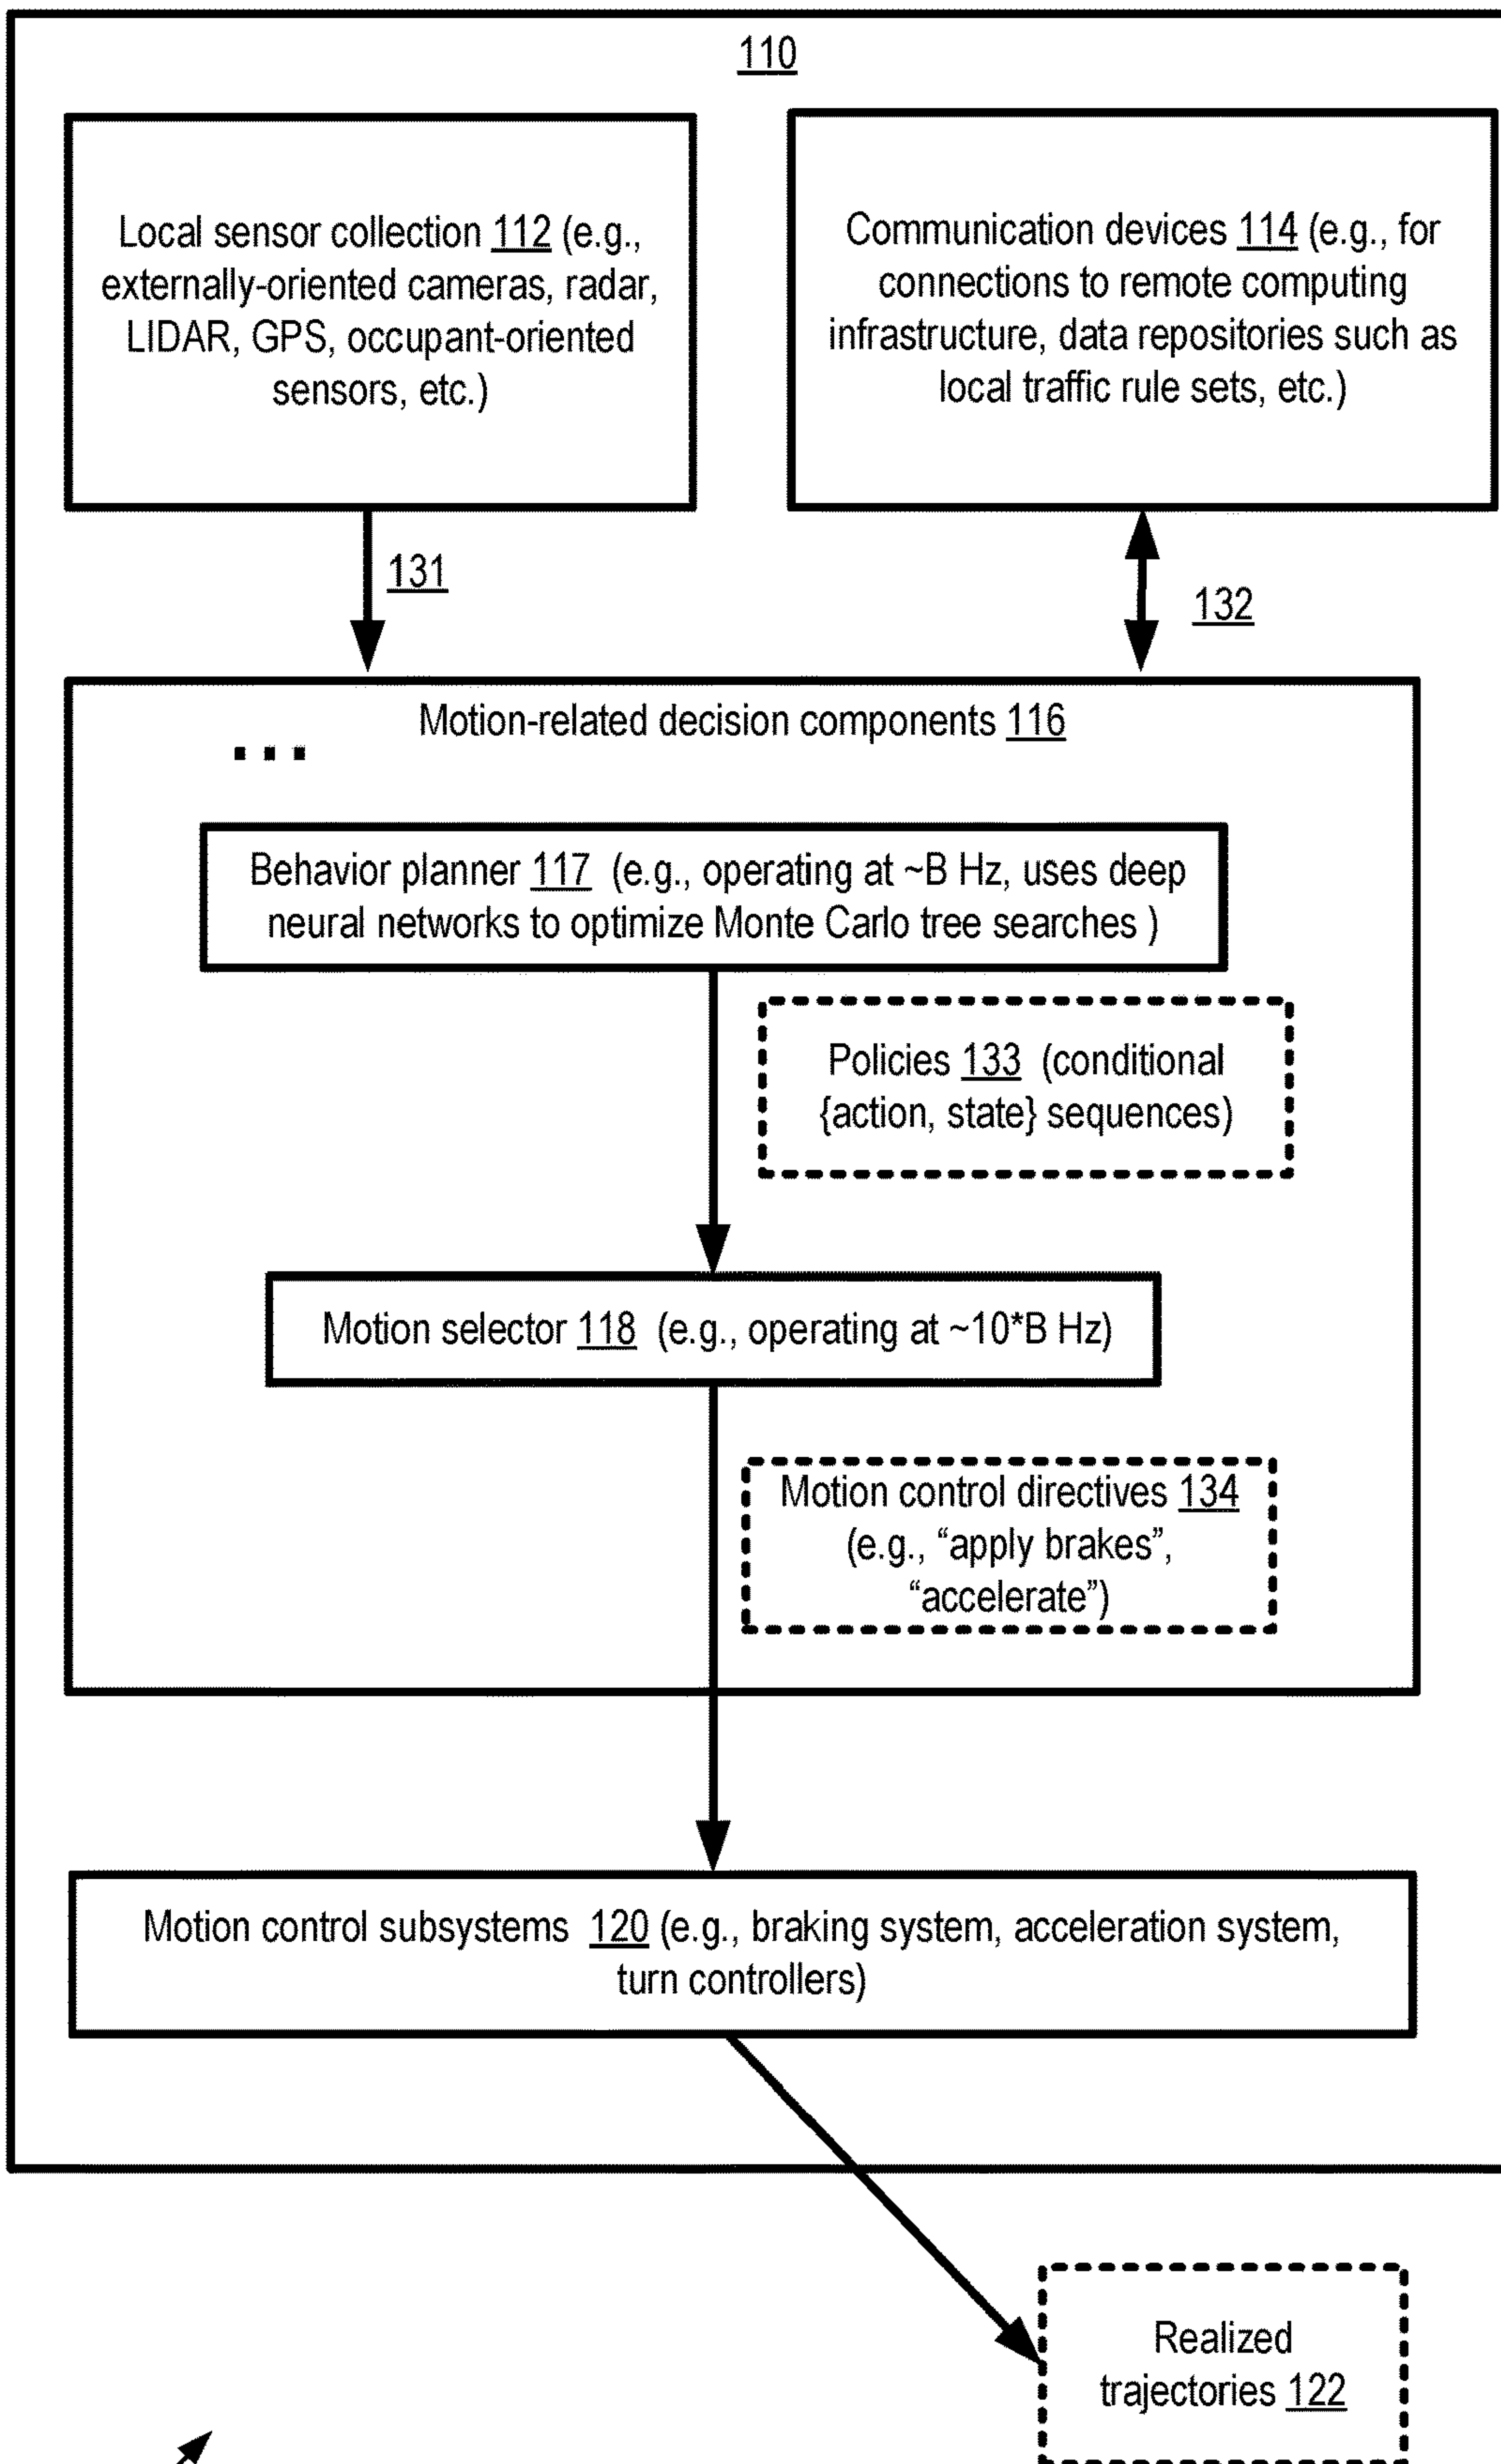 110
Local sensor collection 112 (e.g.,
externally-oriented cameras, radar,
LIDAR, GPS, occupant-oriented
sensors, etc.)
Communication devices 114 (e.g., for
connections to remote computing
infrastructure, data repositories such as
local traffic rule sets, etc.)
131
132
Motion-related decision components 116
...
Behavior planner 117 (e.g., operating at ~B Hz, uses deep
neural networks to optimize Monte Carlo tree searches )
Policies 133 (conditional
{action, state} sequences)
Motion selector 118 (e.g., operating at ~10*B Hz)
Motion control directives 134
(e.g., “apply brakes”,
“accelerate”)
Motion control subsystems 120 (e.g., braking system, acceleration system,
turn controllers)
Realized
trajectories 122